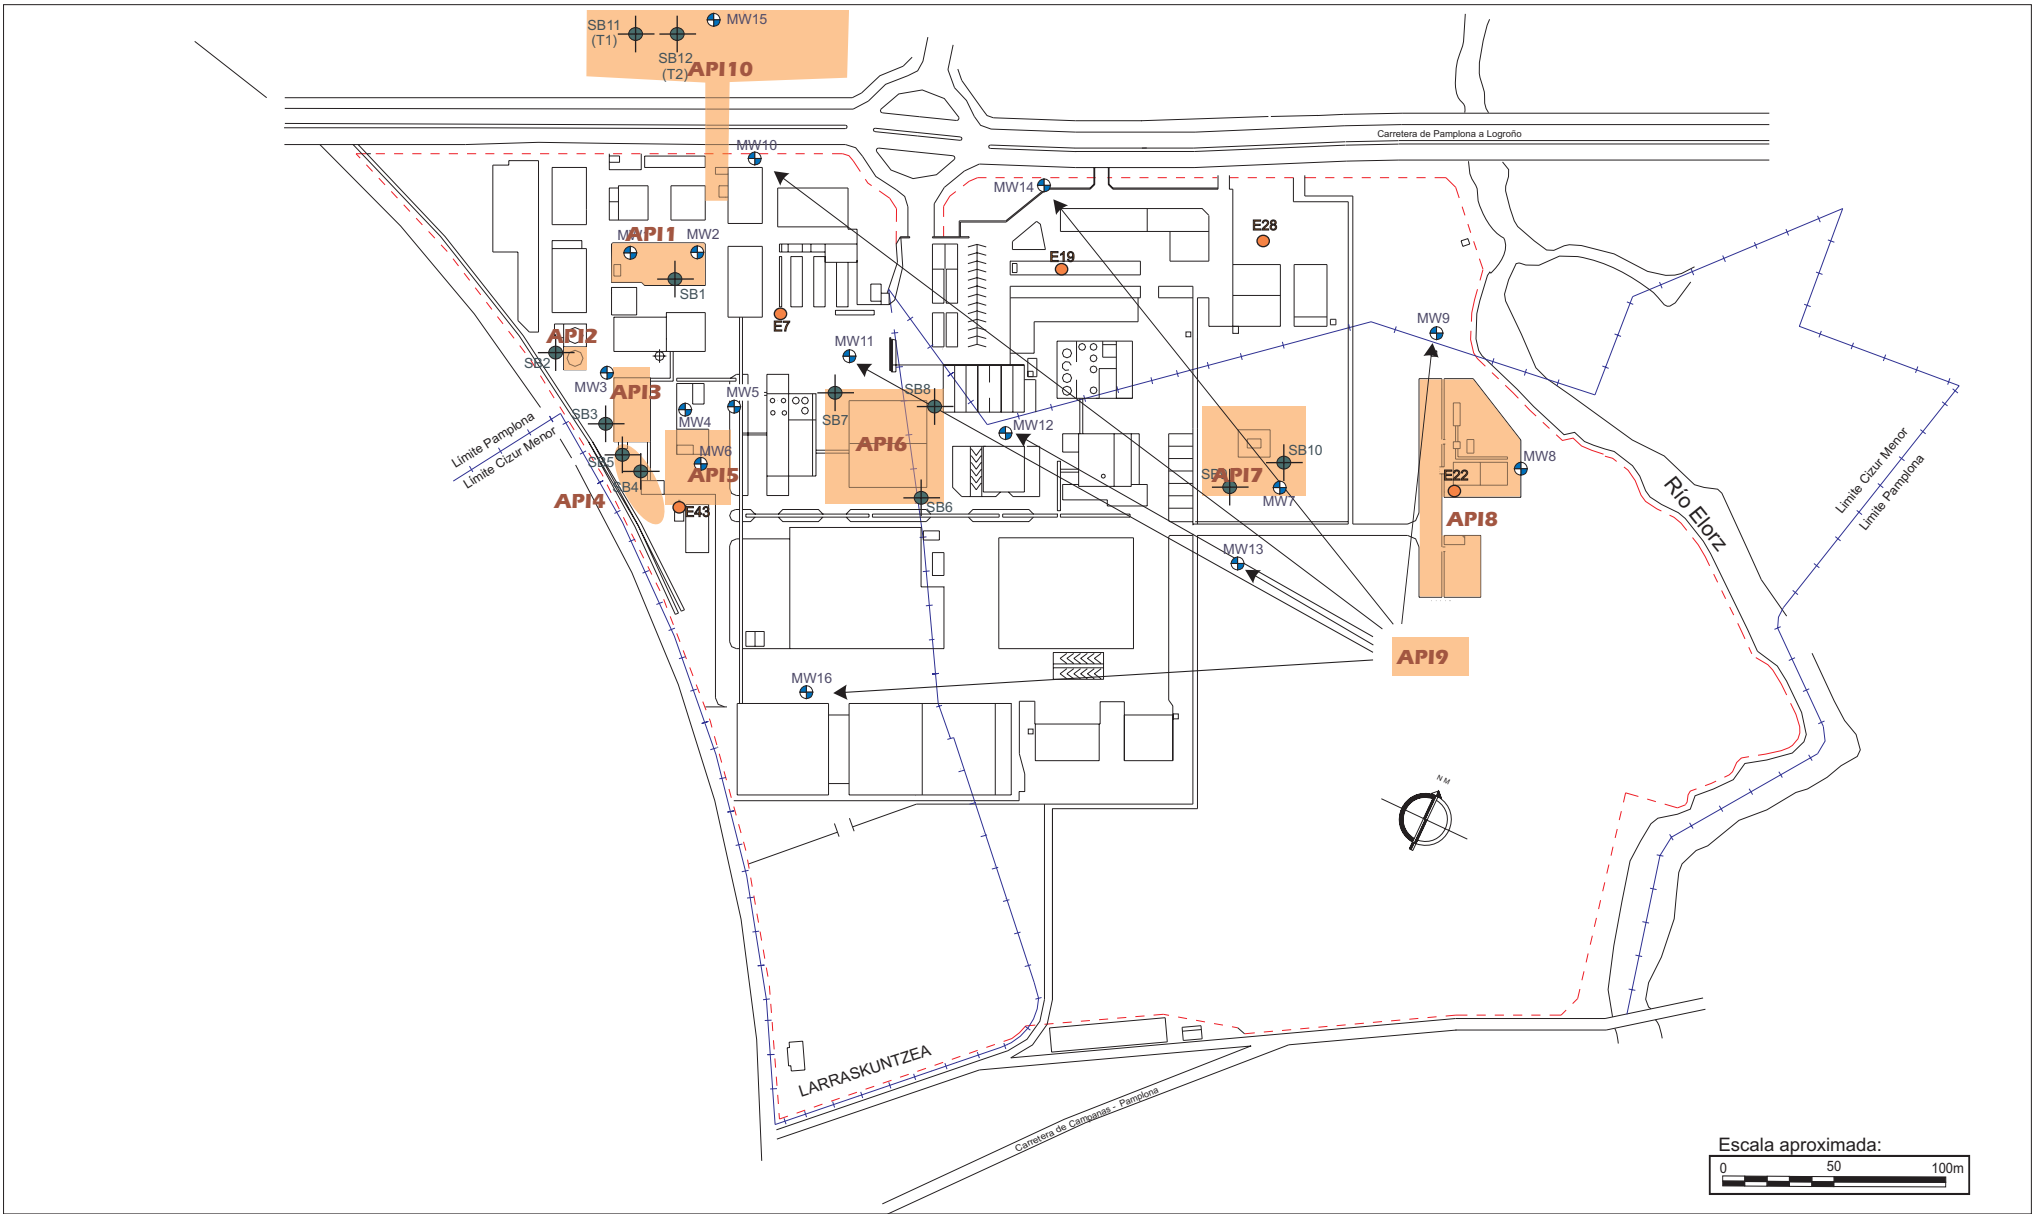 SB11
(T1)
MW15
SB12
(T2)
API10
Carretera de Pamplona a Logroño
MW10
MW14
E28
API1
MW2
E19
SB1
E7
MW9
API2
SB2
MW11
MW3
API3
MW5
SB7
SB8
SB3
MW4
MW12
Límite Pamplona
Límite Cizur Menor
API6
SB5
MW6
SB10
MW8
SB4
API5
API7
E22
MW7
API4
SB6
E43
API8
Río Elorz
Límite Cizur Menor
Límite Pamplona
MW13
API9
MW16
N M
LARRASKUNTZEA
Carretera de Campanas - Pamplona
Escala aproximada:
0 50 100m